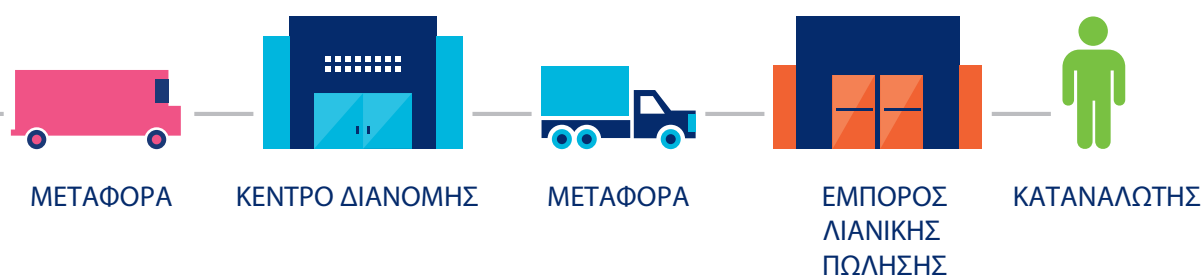 ΜΕΤΑΦΟΡΑ
ΚΕΝΤΡΟ ΔΙΑΝΟΜΗΣ
ΜΕΤΑΦΟΡΑ
ΕΜΠΟΡΟΣ
ΛΙΑΝΙΚΗΣ
ΠΩΛΗΣΗΣ
ΚΑΤΑΝΑΛΩΤΗΣ